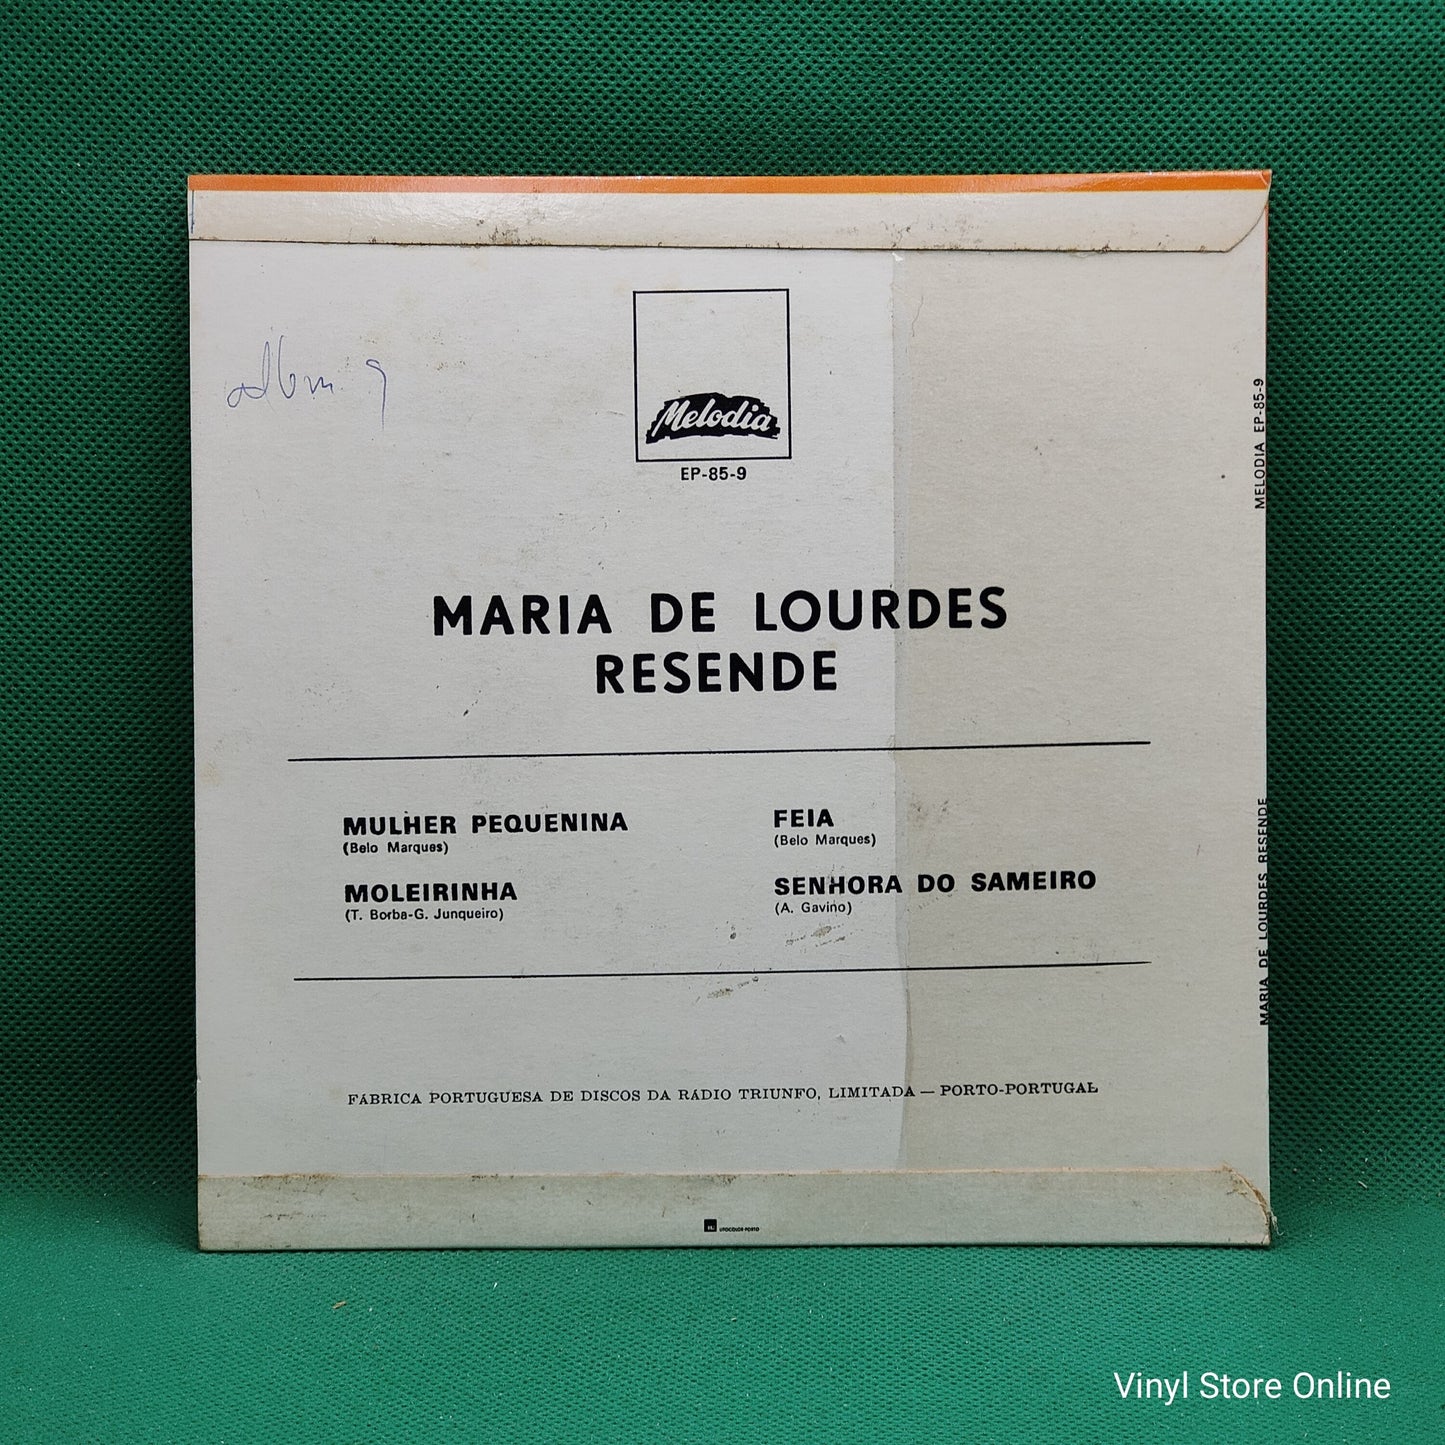 album 9
Melodia
EP-85-9
MELODIA EP-85-9
MARIA DE LOURDES
RESENDE
MULHER PEQUENINA
(Belo Marques)
MOLEIRINHA
(T. Borba-G. Junqueiro)
FEIA
(Belo Marques)
SENHORA DO SAMEIRO
(A. Gavino)
MARIA DE LOURDES RESENDE
FÁBRICA PORTUGUESA DE DISCOS DA RÁDIO TRIUNFO, LIMITADA — PORTO-PORTUGAL
Vinyl Store Online